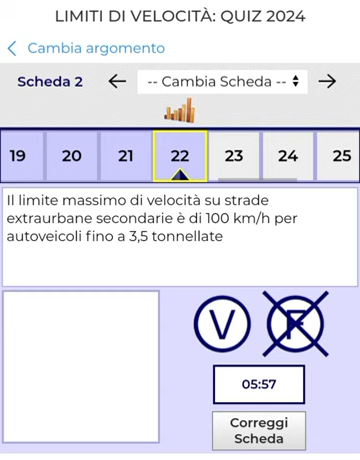 LIMITI DI VELOCITÀ: QUIZ 2024
Cambia argomento
Scheda 2
-- Cambia Scheda --
19 20 21 22 23 24 25
Il limite massimo di velocità su strade
extraurbane secondarie è di 100 km/h per
autoveicoli fino a 3,5 tonnellate
V F
05:57
Correggi
Scheda